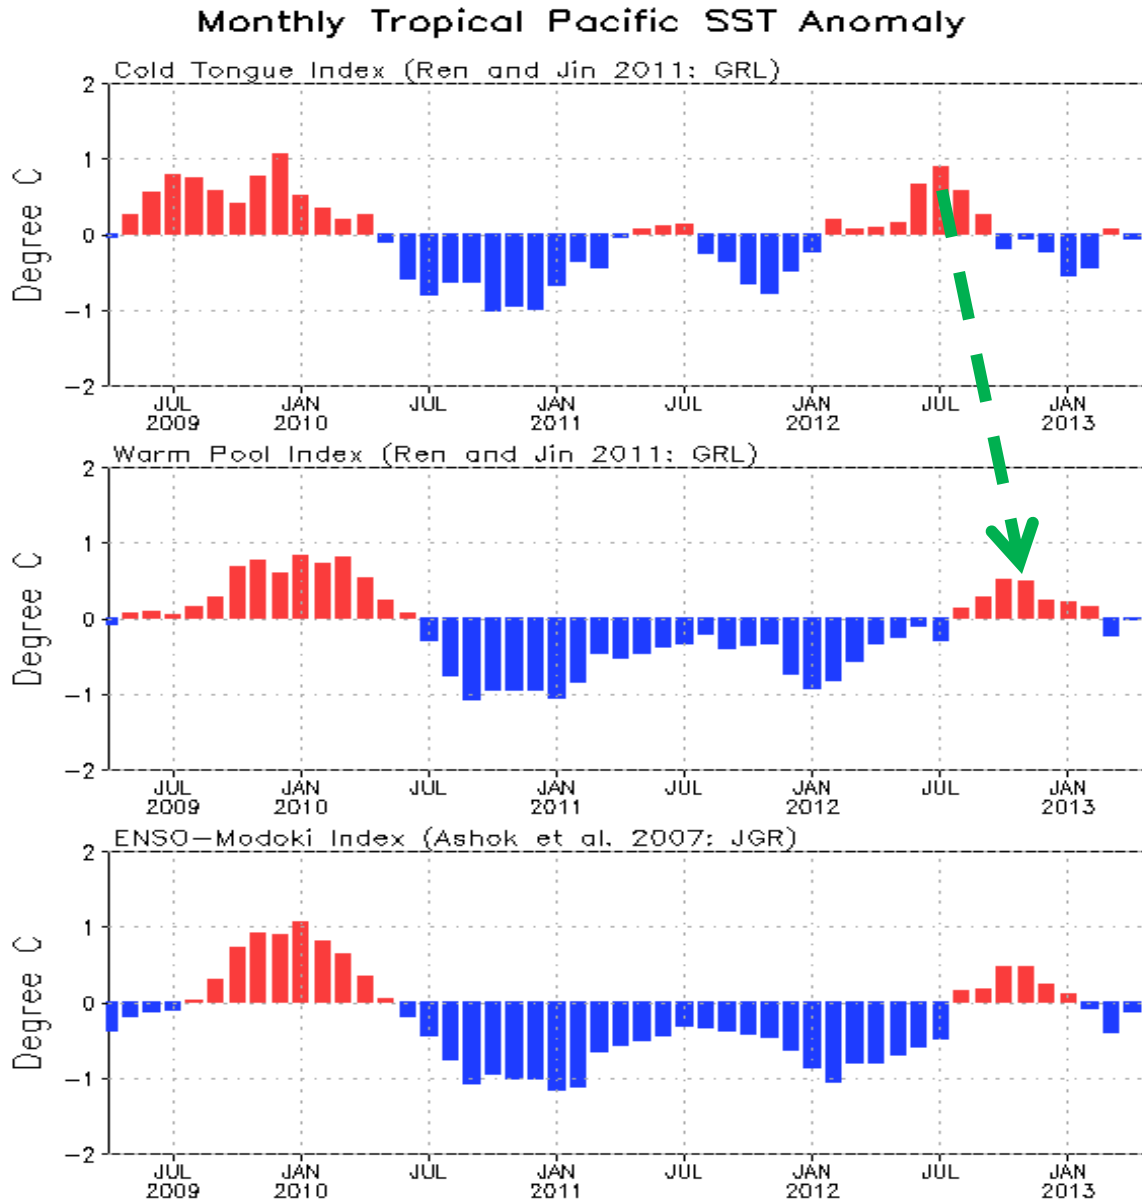 Monthly Tropical Pacific SST Anomaly
Cold Tongue Index (Ren and Jin 2011: GRL)
Degree C
2
1
0
-1
-2
JUL JAN JUL JAN JUL JAN JUL JAN
2009 2010 2011 2012 2013
Warm Pool Index (Ren and Jin 2011: GRL)
Degree C
2
1
0
-1
-2
JUL JAN JUL JAN JUL JAN JUL JAN
2009 2010 2011 2012 2013
ENSO-Modoki Index (Ashok et al. 2007: JGR)
Degree C
2
1
0
-1
-2
JUL JAN JUL JAN JUL JAN JUL JAN
2009 2010 2011 2012 2013